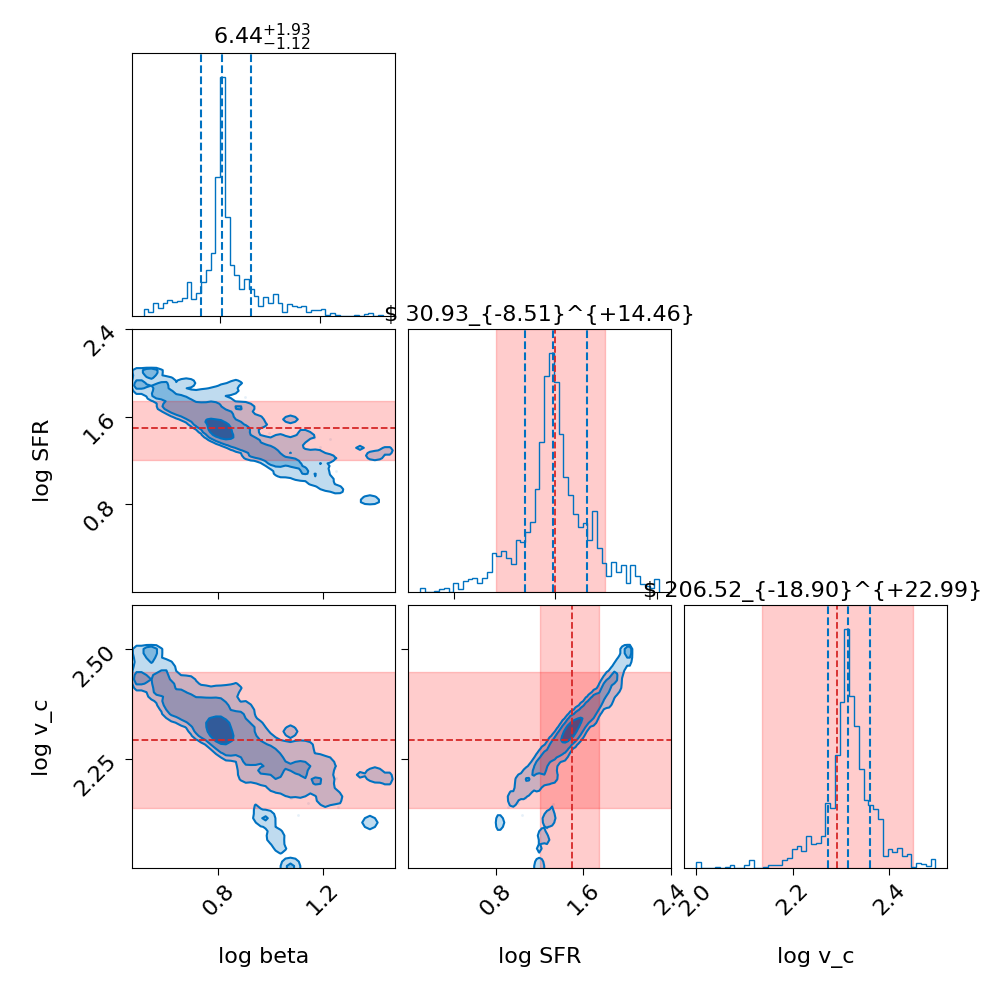 6.44+1.93−1.12
$ 30.93_{-8.51}^{+14.46}
2.4
1.6
0.8
log SFR
$ 206.52_{-18.90}^{+22.99}
2.50
2.25
log v_c
0.8 1.2
0.8 1.6 2.4
2.0 2.2 2.4
log beta
log SFR
log v_c